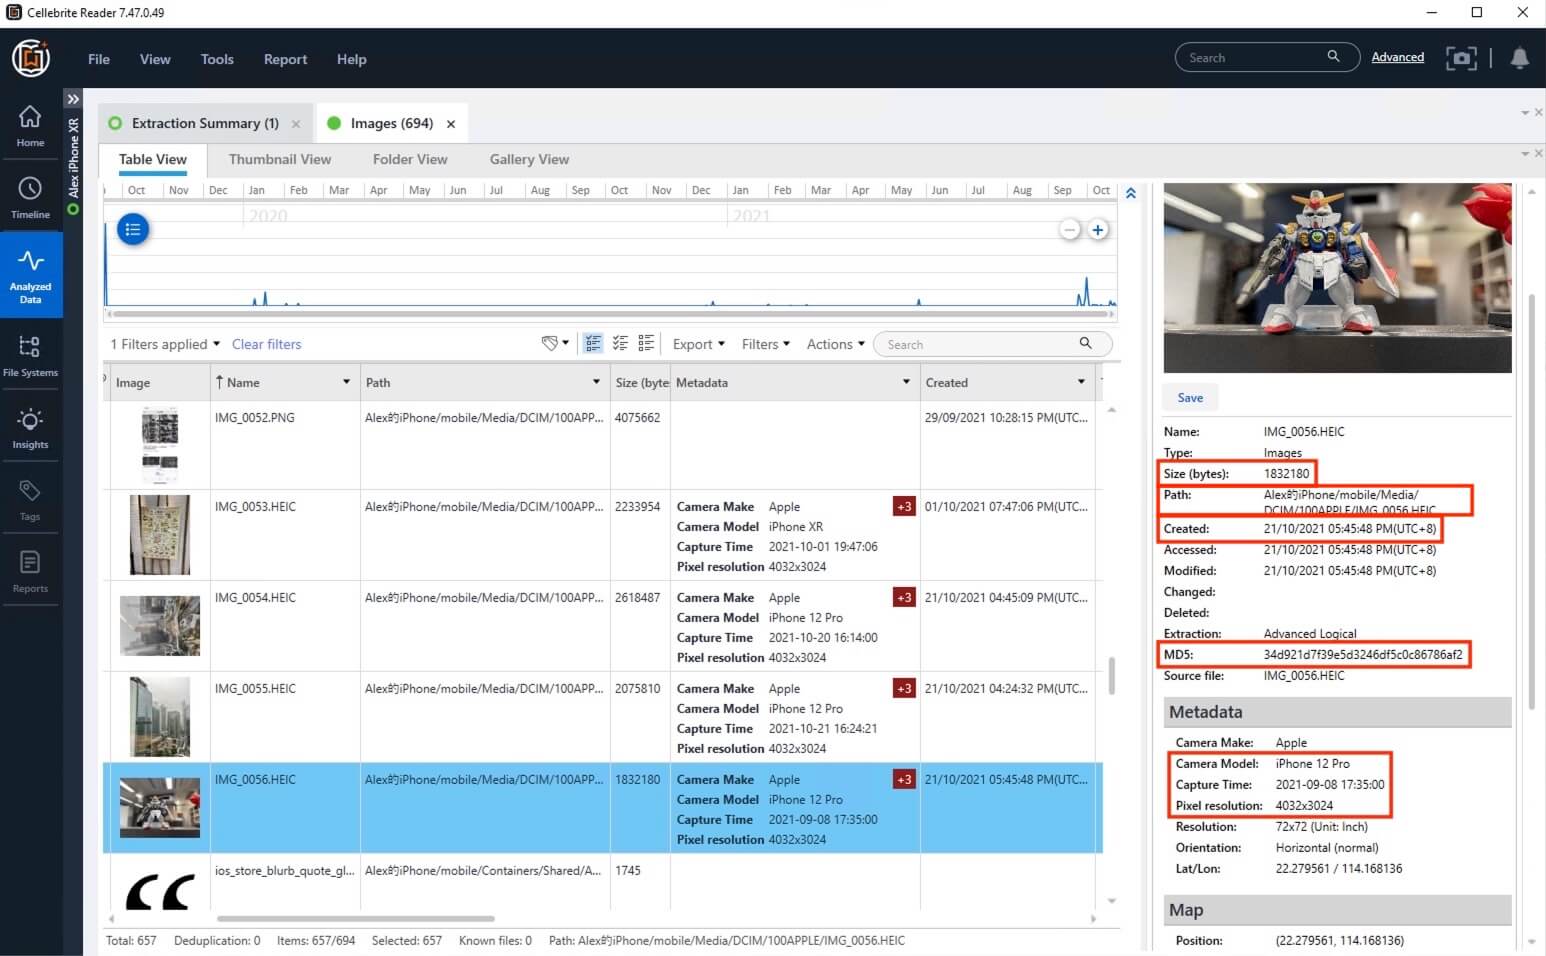 Cellebrite Reader 7.47.0.49
File View Tools Report Help
Search Advanced
Home
Timeline
Analyzed
Data
File Systems
Insights
Tags
Reports
Alex iPhone XR
Extraction Summary (1) Images (694)
Table View Thumbnail View Folder View Gallery View
Oct Nov Dec Jan Feb Mar Apr May Jun Jul Aug Sep Oct Nov Dec Jan Feb Mar Apr May Jun Jul Aug Sep Oct
2020 2021
1 Filters applied Clear filters Export Filters Actions Search
Image Name Path Size (byte Metadata Created
IMG_0052.PNG Alex的iPhone/mobile/Media/DCIM/100APP... 4075662 29/09/2021 10:28:15 PM(UTC...
IMG_0053.HEIC Alex的iPhone/mobile/Media/DCIM/100APP... 2233954 Camera Make Apple +3 01/10/2021 07:47:06 PM(UTC...
Camera Model iPhone XR
Capture Time 2021-10-01 19:47:06
Pixel resolution 4032x3024
IMG_0054.HEIC Alex的iPhone/mobile/Media/DCIM/100APP... 2618487 Camera Make Apple +3 21/10/2021 04:45:09 PM(UTC...
Camera Model iPhone 12 Pro
Capture Time 2021-10-20 16:14:00
Pixel resolution 4032x3024
IMG_0055.HEIC Alex的iPhone/mobile/Media/DCIM/100APP... 2075810 Camera Make Apple +3 21/10/2021 04:24:32 PM(UTC...
Camera Model iPhone 12 Pro
Capture Time 2021-10-21 16:24:21
Pixel resolution 4032x3024
IMG_0056.HEIC Alex的iPhone/mobile/Media/DCIM/100APP... 1832180 Camera Make Apple +3 21/10/2021 05:45:48 PM(UTC...
Camera Model iPhone 12 Pro
Capture Time 2021-09-08 17:35:00
Pixel resolution 4032x3024
ios_store_blurb_quote_gl... Alex的iPhone/mobile/Containers/Shared/A... 1745
Total: 657 Deduplication: 0 Items: 657/694 Selected: 657 Known files: 0 Path: Alex的iPhone/mobile/Media/DCIM/100APPLE/IMG_0056.HEIC
Save
Name: IMG_0056.HEIC
Type: Images
Size (bytes): 1832180
Path: Alex的iPhone/mobile/Media/
DCIM/100APPLE/IMG_0056.HEIC
Created: 21/10/2021 05:45:48 PM(UTC+8)
Accessed: 21/10/2021 05:45:48 PM(UTC+8)
Modified: 21/10/2021 05:45:48 PM(UTC+8)
Changed:
Deleted:
Extraction: Advanced Logical
MD5: 34d921d7f39e5d3246df5c0c86786af2
Source file: IMG_0056.HEIC
Metadata
Camera Make: Apple
Camera Model: iPhone 12 Pro
Capture Time: 2021-09-08 17:35:00
Pixel resolution: 4032x3024
Resolution: 72x72 (Unit: Inch)
Orientation: Horizontal (normal)
Lat/Lon: 22.279561 / 114.168136
Map
Position: (22.279561, 114.168136)